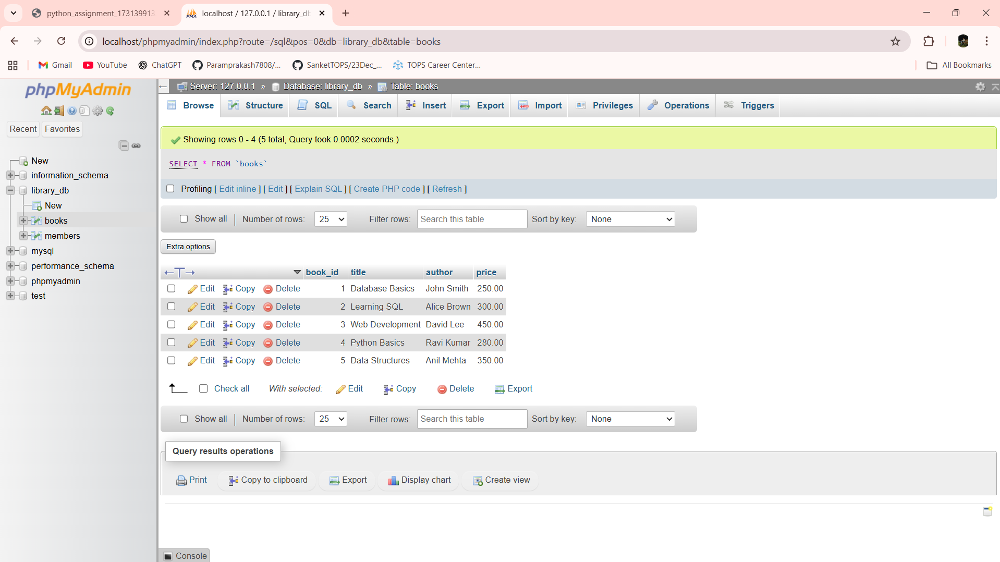 python_assignment_173139913
localhost / 127.0.0.1 / library_db
localhost/phpmyadmin/index.php?route=/sql&pos=0&db=library_db&table=books
Gmail YouTube ChatGPT Paramprakash7808/... SanketTOPS/23Dec_... TOPS Career Center... All Bookmarks
phpMyAdmin
Recent Favorites
New
information_schema
library_db
New
books
members
mysql
performance_schema
phpmyadmin
test
Server: 127.0.0.1 » Database: library_db » Table: books
Browse Structure SQL Search Insert Export Import Privileges Operations Triggers
Showing rows 0 - 4 (5 total, Query took 0.0002 seconds.)
SELECT * FROM `books`
Profiling [ Edit inline ] [ Edit ] [ Explain SQL ] [ Create PHP code ] [ Refresh ]
Show all Number of rows: 25 Filter rows: Search this table Sort by key: None
Extra options
←T→ book_id title author price
Edit Copy Delete 1 Database Basics John Smith 250.00
Edit Copy Delete 2 Learning SQL Alice Brown 300.00
Edit Copy Delete 3 Web Development David Lee 450.00
Edit Copy Delete 4 Python Basics Ravi Kumar 280.00
Edit Copy Delete 5 Data Structures Anil Mehta 350.00
Check all With selected: Edit Copy Delete Export
Show all Number of rows: 25 Filter rows: Search this table Sort by key: None
Query results operations
Print Copy to clipboard Export Display chart Create view
Console